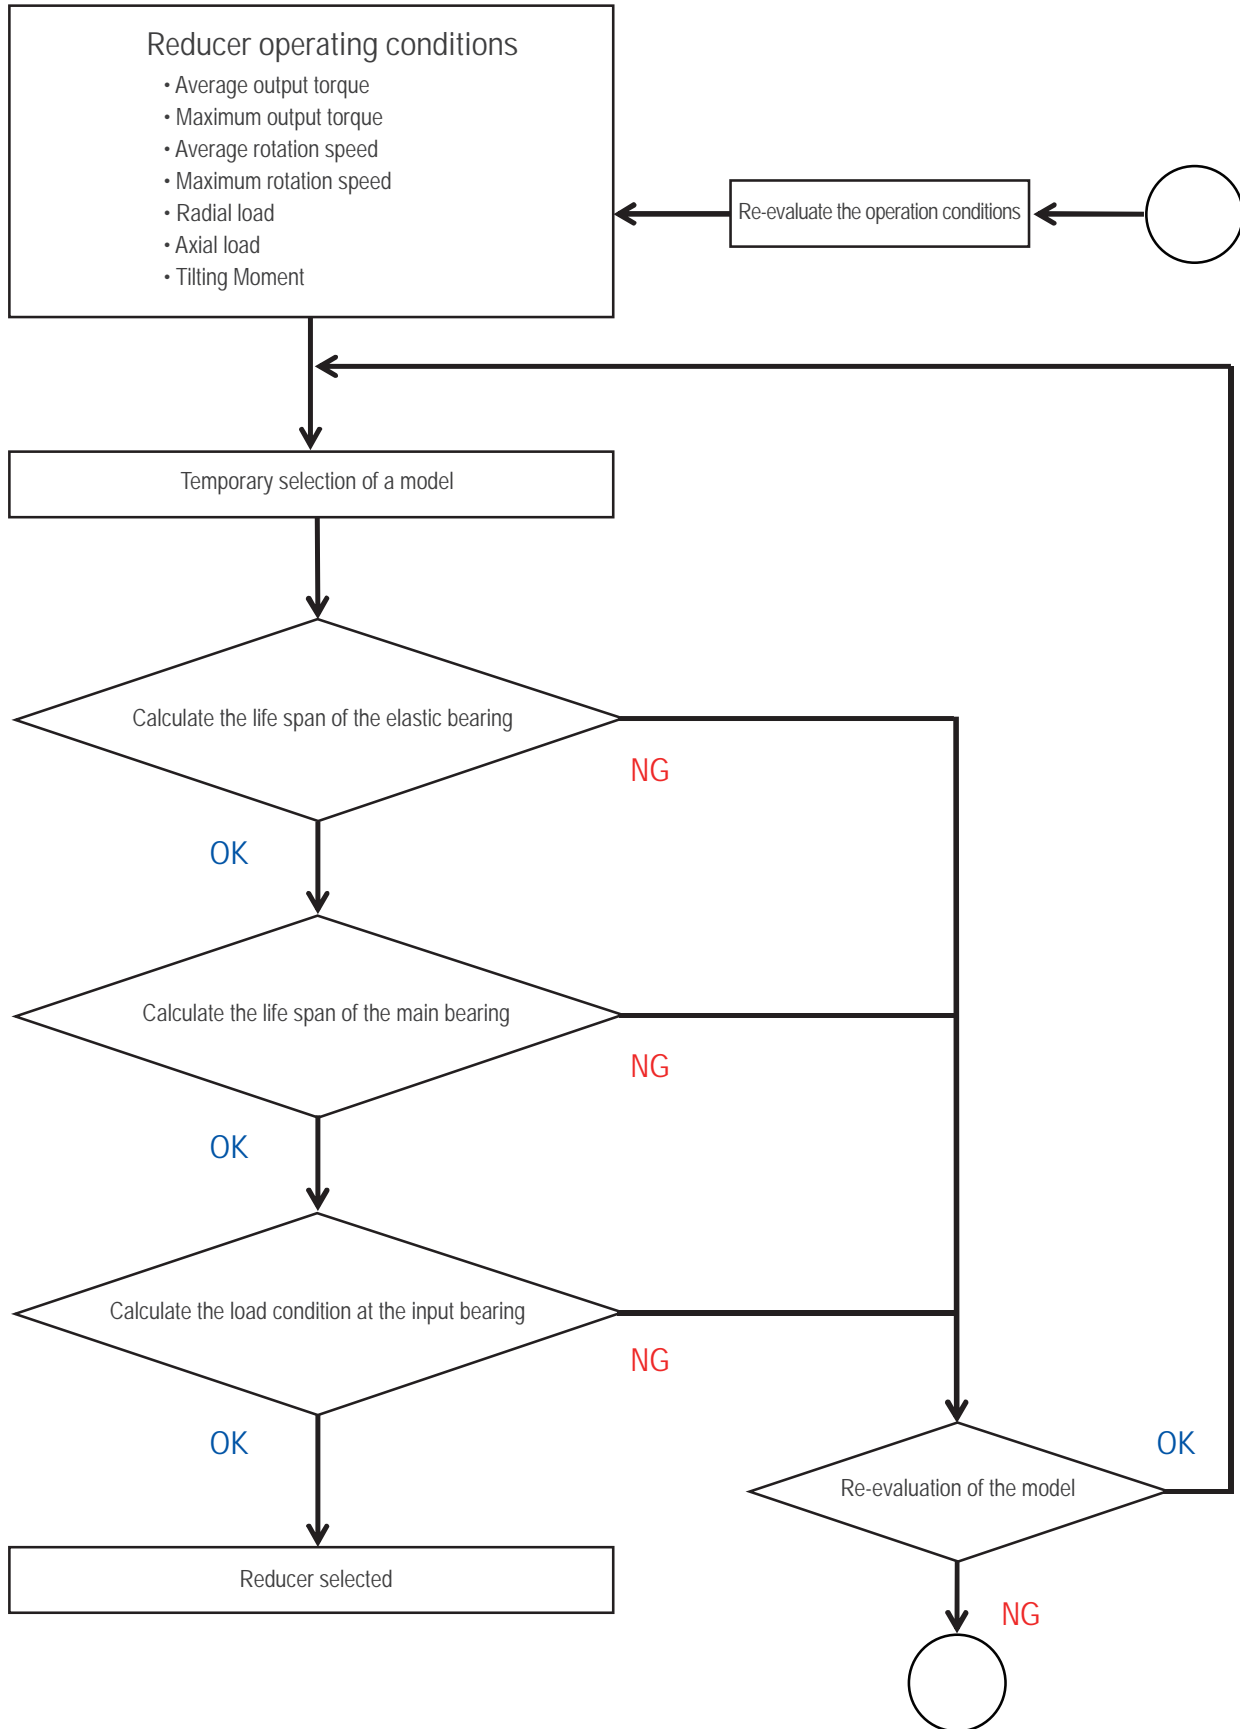 Reducer operating conditions
• Average output torque
• Maximum output torque
• Average rotation speed
• Maximum rotation speed
• Radial load
• Axial load
• Tilting Moment
Re-evaluate the operation conditions
Temporary selection of a model
Calculate the life span of the elastic bearing
NG
OK
Calculate the life span of the main bearing
NG
OK
Calculate the load condition at the input bearing
NG
OK
OK
Re-evaluation of the model
Reducer selected
NG